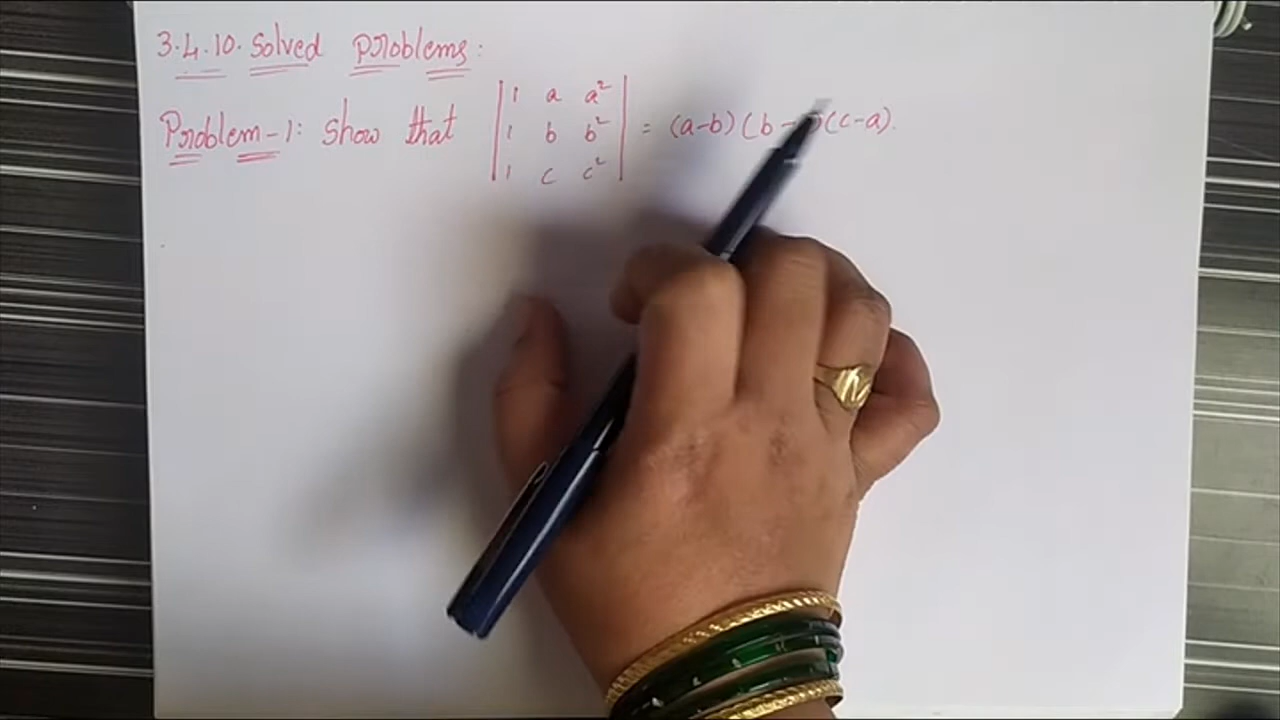 3.4.10. Solved Problems:
Problem-1: Show that | 1 a a² | = (a-b)(b- )(c-a).
| 1 b b² |
| 1 c c² |